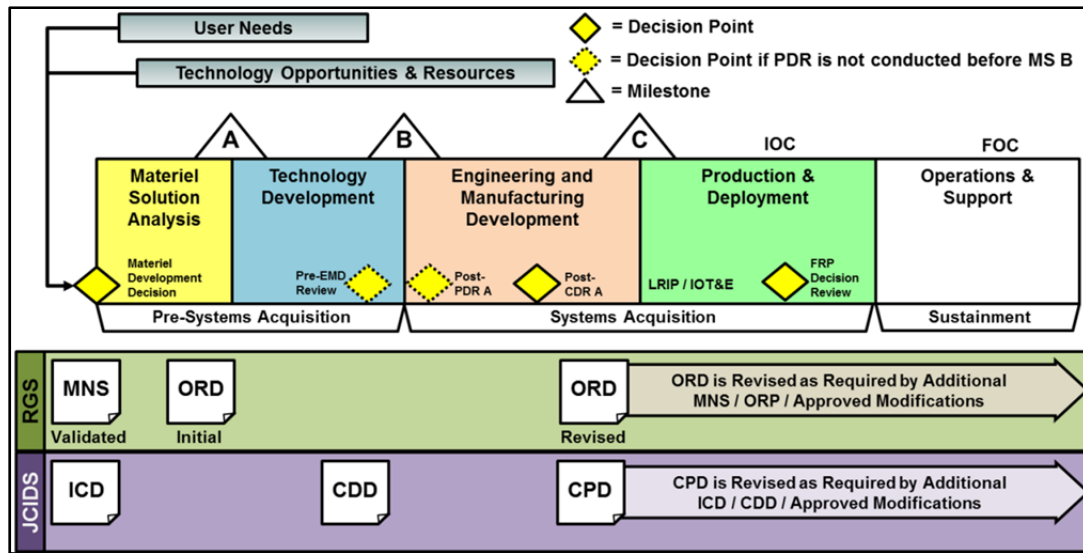 User Needs
Technology Opportunities & Resources
= Decision Point
= Decision Point if PDR is not conducted before MS B
= Milestone
A
B
C
IOC
FOC
Materiel
Solution
Analysis
Technology
Development
Engineering and
Manufacturing
Development
Production &
Deployment
Operations &
Support
Materiel
Development
Decision
Pre-EMD
Review
Post-
PDR A
Post-
CDR A
LRIP / IOT&E
FRP
Decision
Review
Pre-Systems Acquisition
Systems Acquisition
Sustainment
RGS
MNS
Validated
ORD
Initial
ORD
Revised
ORD is Revised as Required by Additional
MNS / ORP / Approved Modifications
JCIDS
ICD
CDD
CPD
CPD is Revised as Required by Additional
ICD / CDD / Approved Modifications